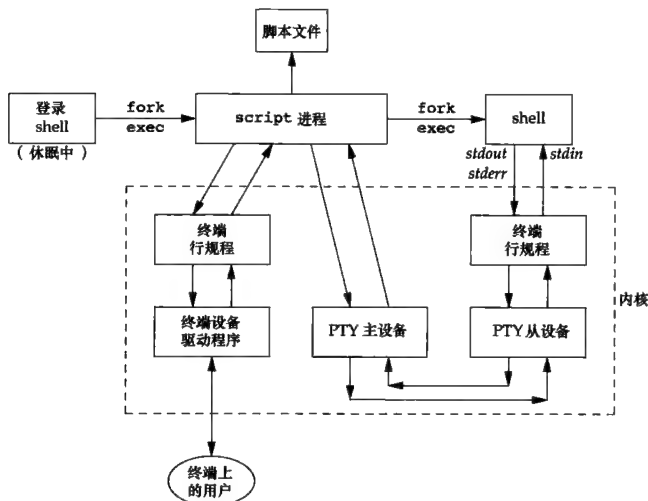 脚本文件
登录
shell
（休眠中）
fork
exec
script 进程
fork
exec
shell
stdout
stderr
stdin
终端
行规程
终端
行规程
内核
终端设备
驱动程序
PTY 主设备
PTY 从设备
终端上
的用户